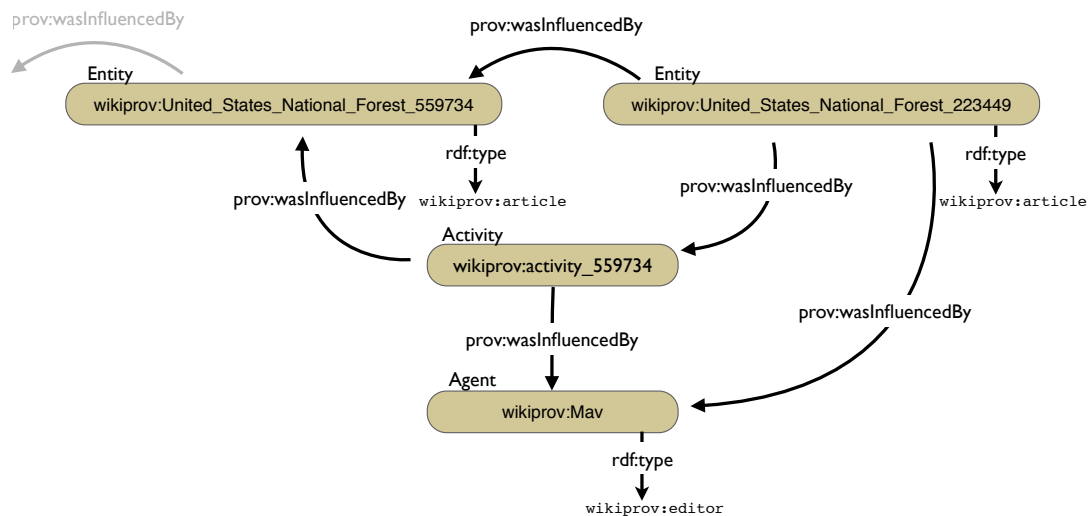 prov:wasInfluencedBy
prov:wasInfluencedBy
Entity
Entity
wikiprov:United_States_National_Forest_559734
wikiprov:United_States_National_Forest_223449
rdf:type
rdf:type
prov:wasInfluencedBy
prov:wasInfluencedBy
wikiprov:article
wikiprov:article
Activity
wikiprov:activity_559734
prov:wasInfluencedBy
prov:wasInfluencedBy
Agent
wikiprov:Mav
rdf:type
wikiprov:editor